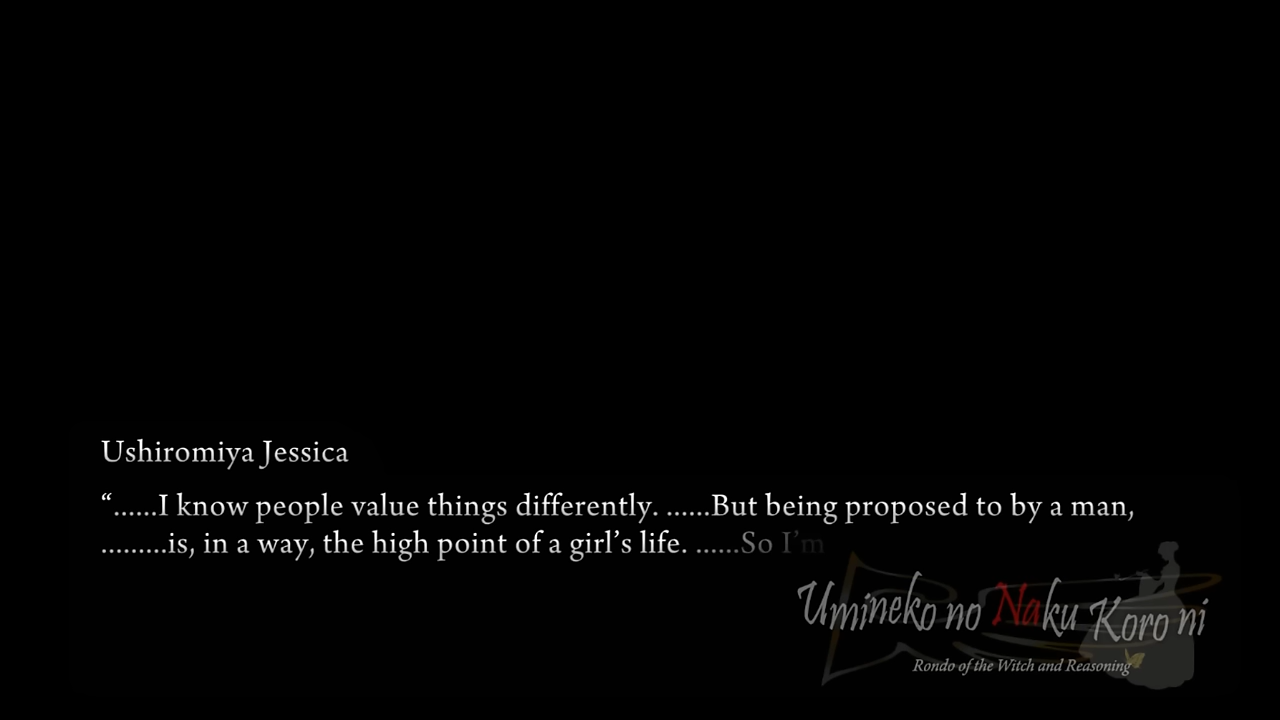 Ushiromiya Jessica
“......I know people value things differently. ......But being proposed to by a man,
.........is, in a way, the high point of a girl’s life. ......So I’m
Umineko no Naku Koro ni
Rondo of the Witch and Reasoning